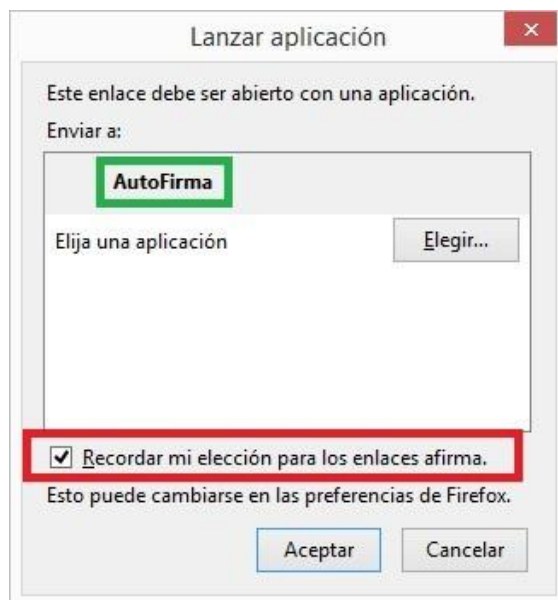 Lanzar aplicación
Este enlace debe ser abierto con una aplicación.
Enviar a:
AutoFirma
Elija una aplicación
Elegir...
Recordar mi elección para los enlaces afirma.
Esto puede cambiarse en las preferencias de Firefox.
Aceptar
Cancelar